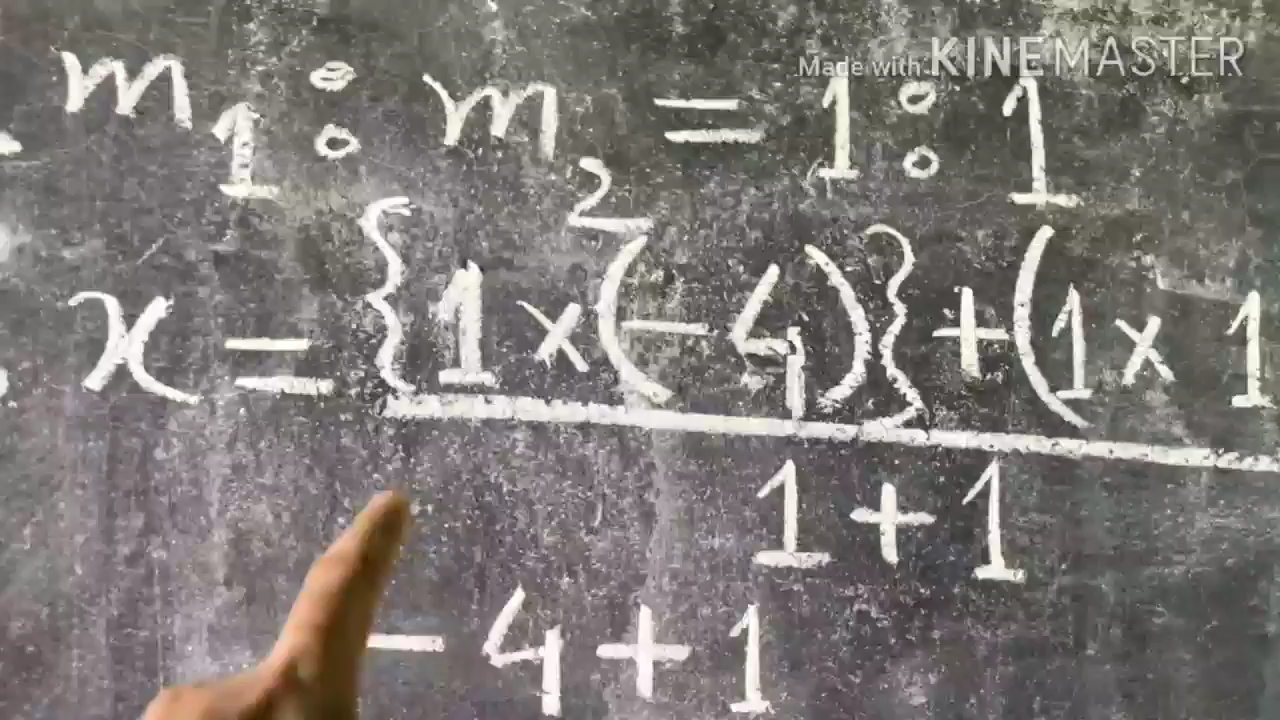 Made with KINEMASTER
m₁ : m₂ = 1 : 1
x = {1 × (-4)} + (1 × 1
1 + 1
- 4 + 1